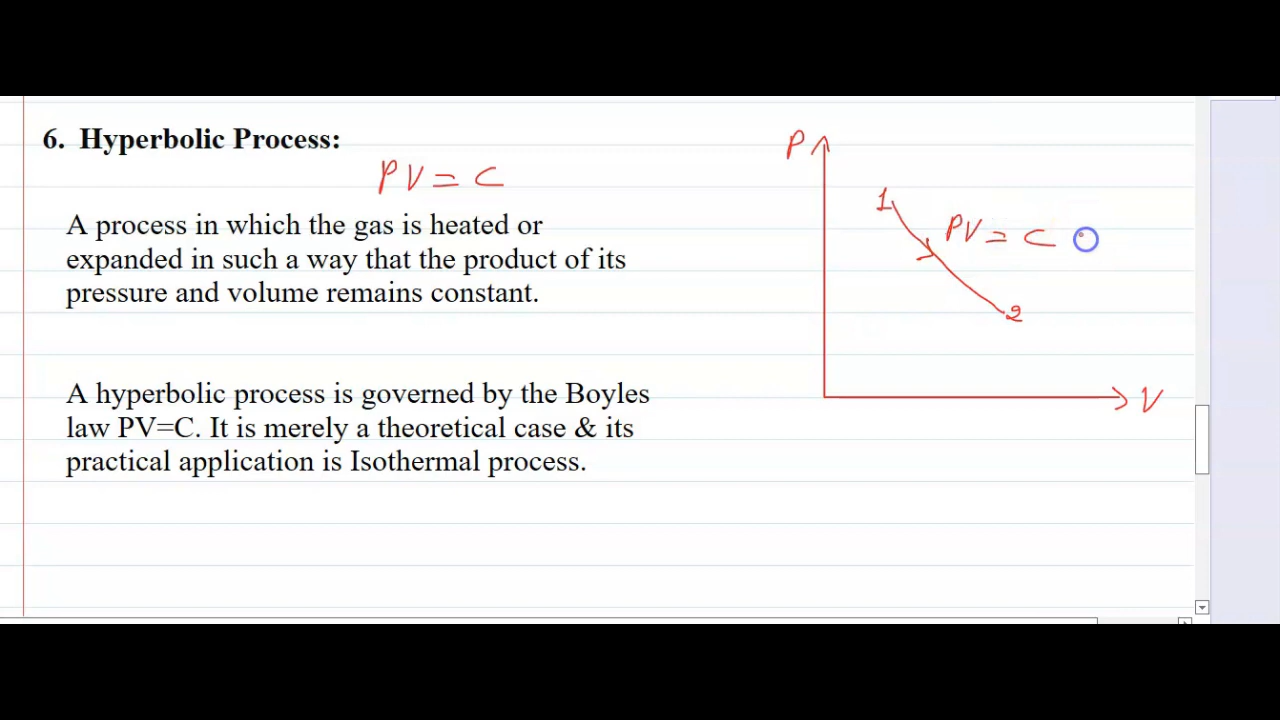 6. Hyperbolic Process:
PV = C
A process in which the gas is heated or
expanded in such a way that the product of its
pressure and volume remains constant.
A hyperbolic process is governed by the Boyles
law PV=C. It is merely a theoretical case & its
practical application is Isothermal process.
P
1
PV = C
2
V